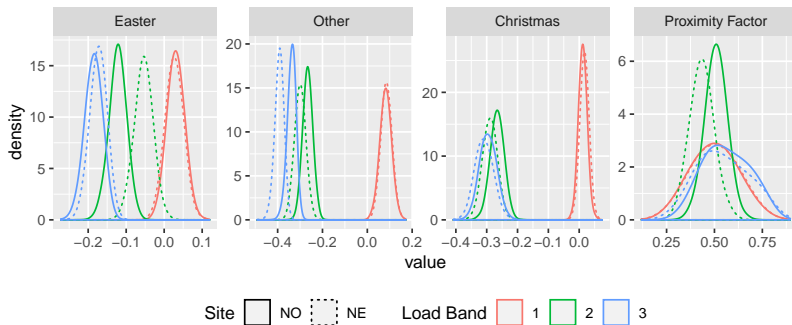 Easter Other Christmas Proximity Factor
density
15 10 5 0
20 15 10 5 0
20 10 0
6 4 2 0
−0.2 −0.1 0.0 0.1
−0.4 −0.2 0.0 0.2
−0.4 −0.3 −0.2 −0.1 0.0
0.25 0.50 0.75
value
Site NO NE Load Band 1 2 3